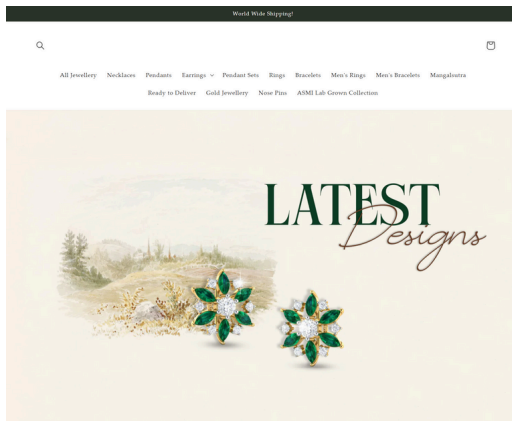 World Wide Shipping!
All Jewellery Necklaces Pendants Earrings Pendant Sets Rings Bracelets Men's Rings Men's Bracelets Mangalsutra
Ready to Deliver Gold Jewellery Nose Pins ASMI Lab Grown Collection
LATEST
Designs